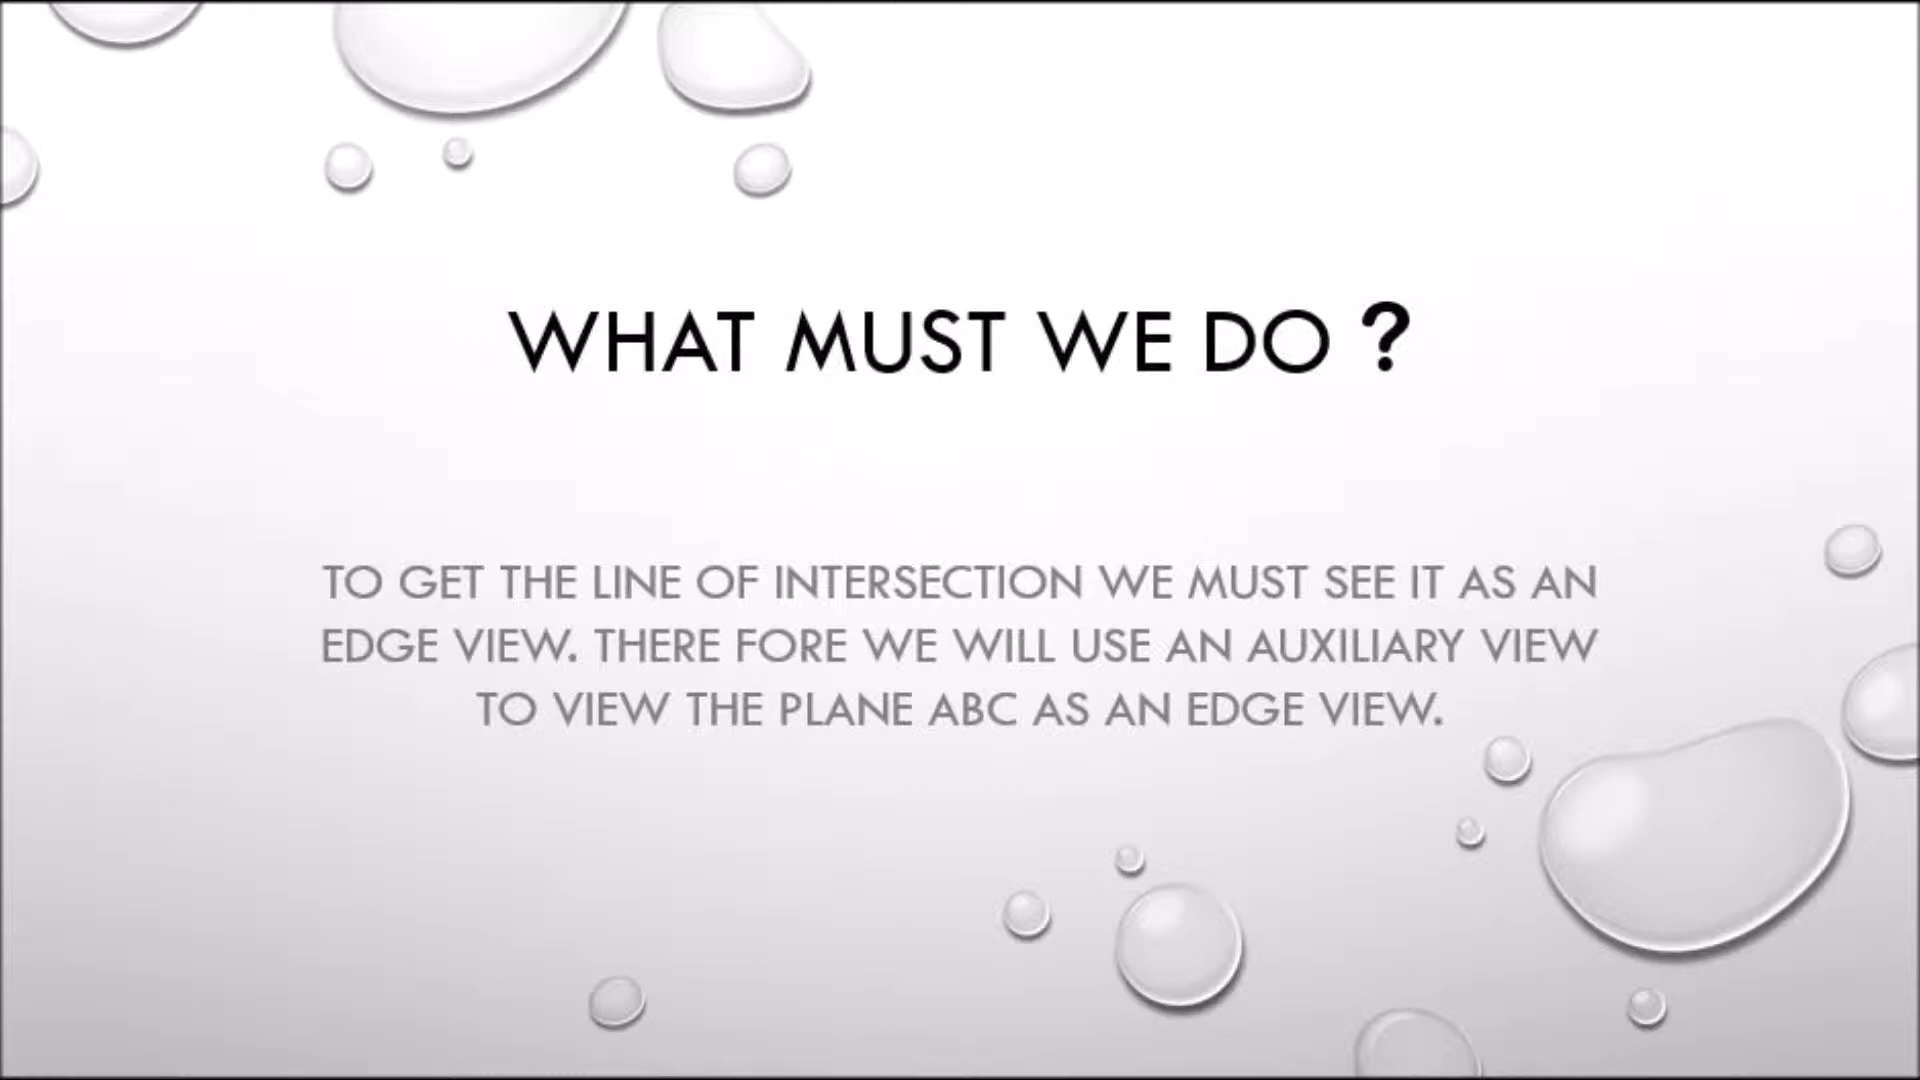 WHAT MUST WE DO ?
TO GET THE LINE OF INTERSECTION WE MUST SEE IT AS AN
EDGE VIEW. THERE FORE WE WILL USE AN AUXILIARY VIEW
TO VIEW THE PLANE ABC AS AN EDGE VIEW.